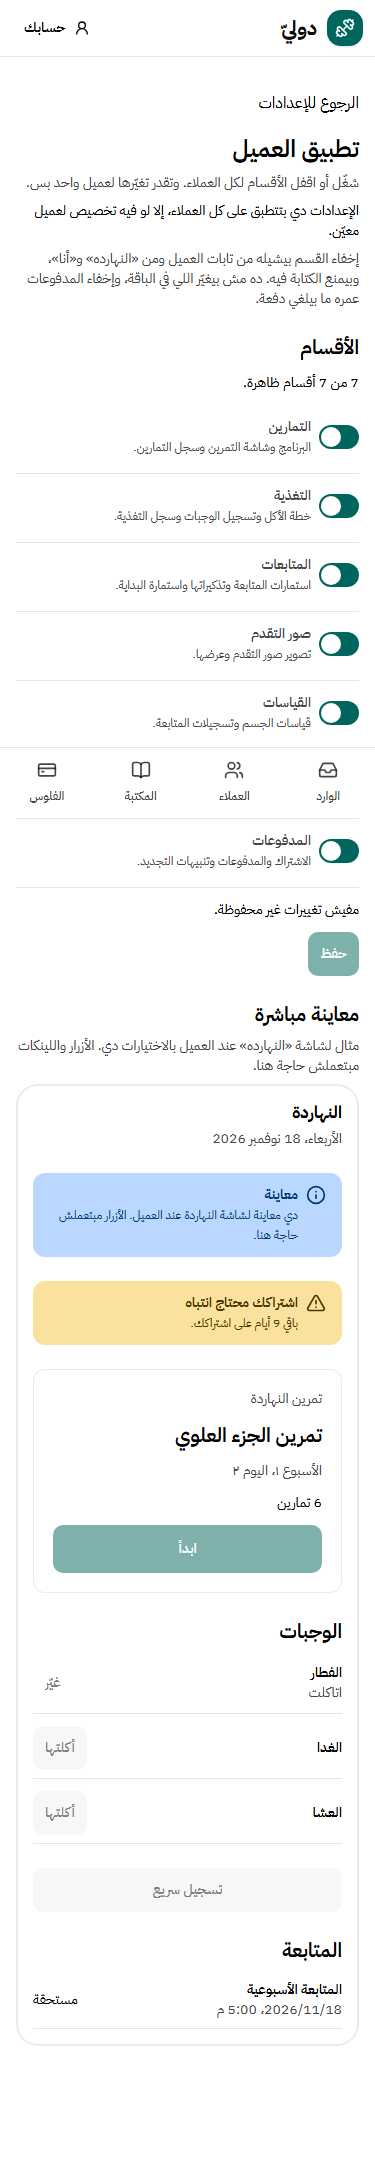 دوليّ
حسابك
الرجوع للإعدادات
تطبيق العميل
شغّل أو اقفل الأقسام لكل العملاء. وتقدر تغيّرها لعميل واحد بس.
الإعدادات دي بتتطبق على كل العملاء، إلا لو فيه تخصيص لعميل
معيّن.
إخفاء القسم بيشيله من تابات العميل ومن «النهارده» و«أنا»،
وبيمنع الكتابة فيه. ده مش بيغيّر اللي في الباقة، وإخفاء المدفوعات
عمره ما بيلغي دفعة.
الأقسام
7 من 7 أقسام ظاهرة.
التمارين
البرنامج وشاشة التمرين وسجل التمارين.
التغذية
خطة الأكل وتسجيل الوجبات وسجل التغذية.
المتابعات
استمارات المتابعة وتذكيراتها واستمارة البداية.
صور التقدم
تصوير صور التقدم وعرضها.
القياسات
قياسات الجسم وتسجيلات المتابعة.
الوارد
العملاء
المكتبة
الفلوس
المدفوعات
الاشتراك والمدفوعات وتنبيهات التجديد.
مفيش تغييرات غير محفوظة.
حفظ
معاينة مباشرة
مثال لشاشة «النهارده» عند العميل بالاختيارات دي. الأزرار واللينكات
مبتعملش حاجة هنا.
النهاردة
الأربعاء، 18 نوفمبر 2026
معاينة
دي معاينة لشاشة النهاردة عند العميل. الأزرار مبتعملش
حاجة هنا.
اشتراكك محتاج انتباه
باقي 9 أيام على اشتراكك.
تمرين النهاردة
تمرين الجزء العلوي
الأسبوع ١، اليوم ٢
6 تمارين
ابدأ
الوجبات
الفطار
اتاكلت
غيّر
الغدا
أكلتها
العشا
أكلتها
تسجيل سريع
المتابعة
المتابعة الأسبوعية
2026/11/18، 5:00 م
مستحقة